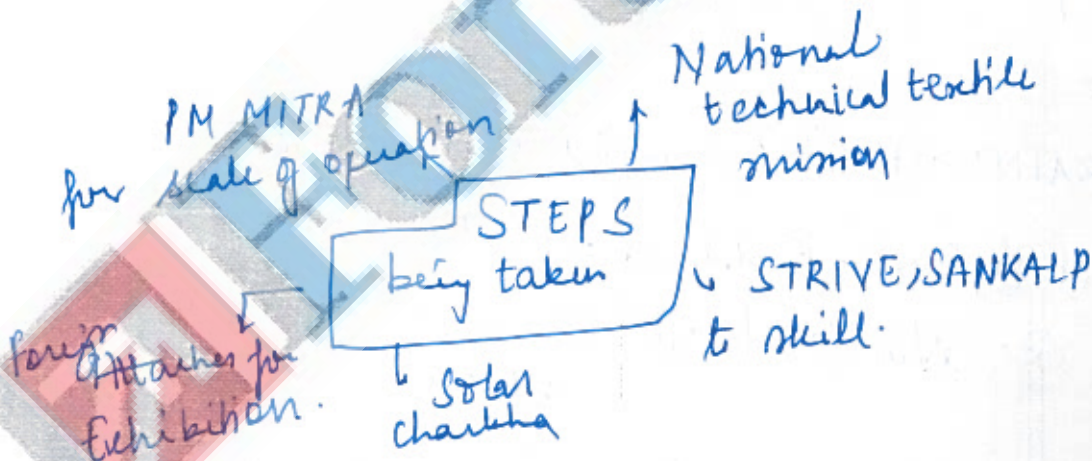 PM MITRA
for scale of operation
National
technical textile
mission
STEPS
being taken
STRIVE, SANKALP
to skill.
Solar
charkha
Foreign
Attaches for
Exhibition.